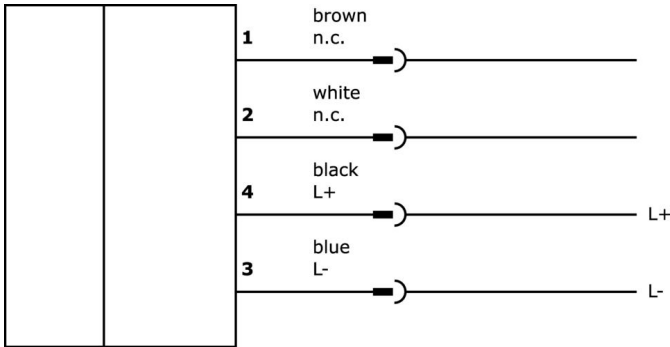 brown
1 n.c.
white
2 n.c.
black
4 L+
L+
blue
3 L-
L-